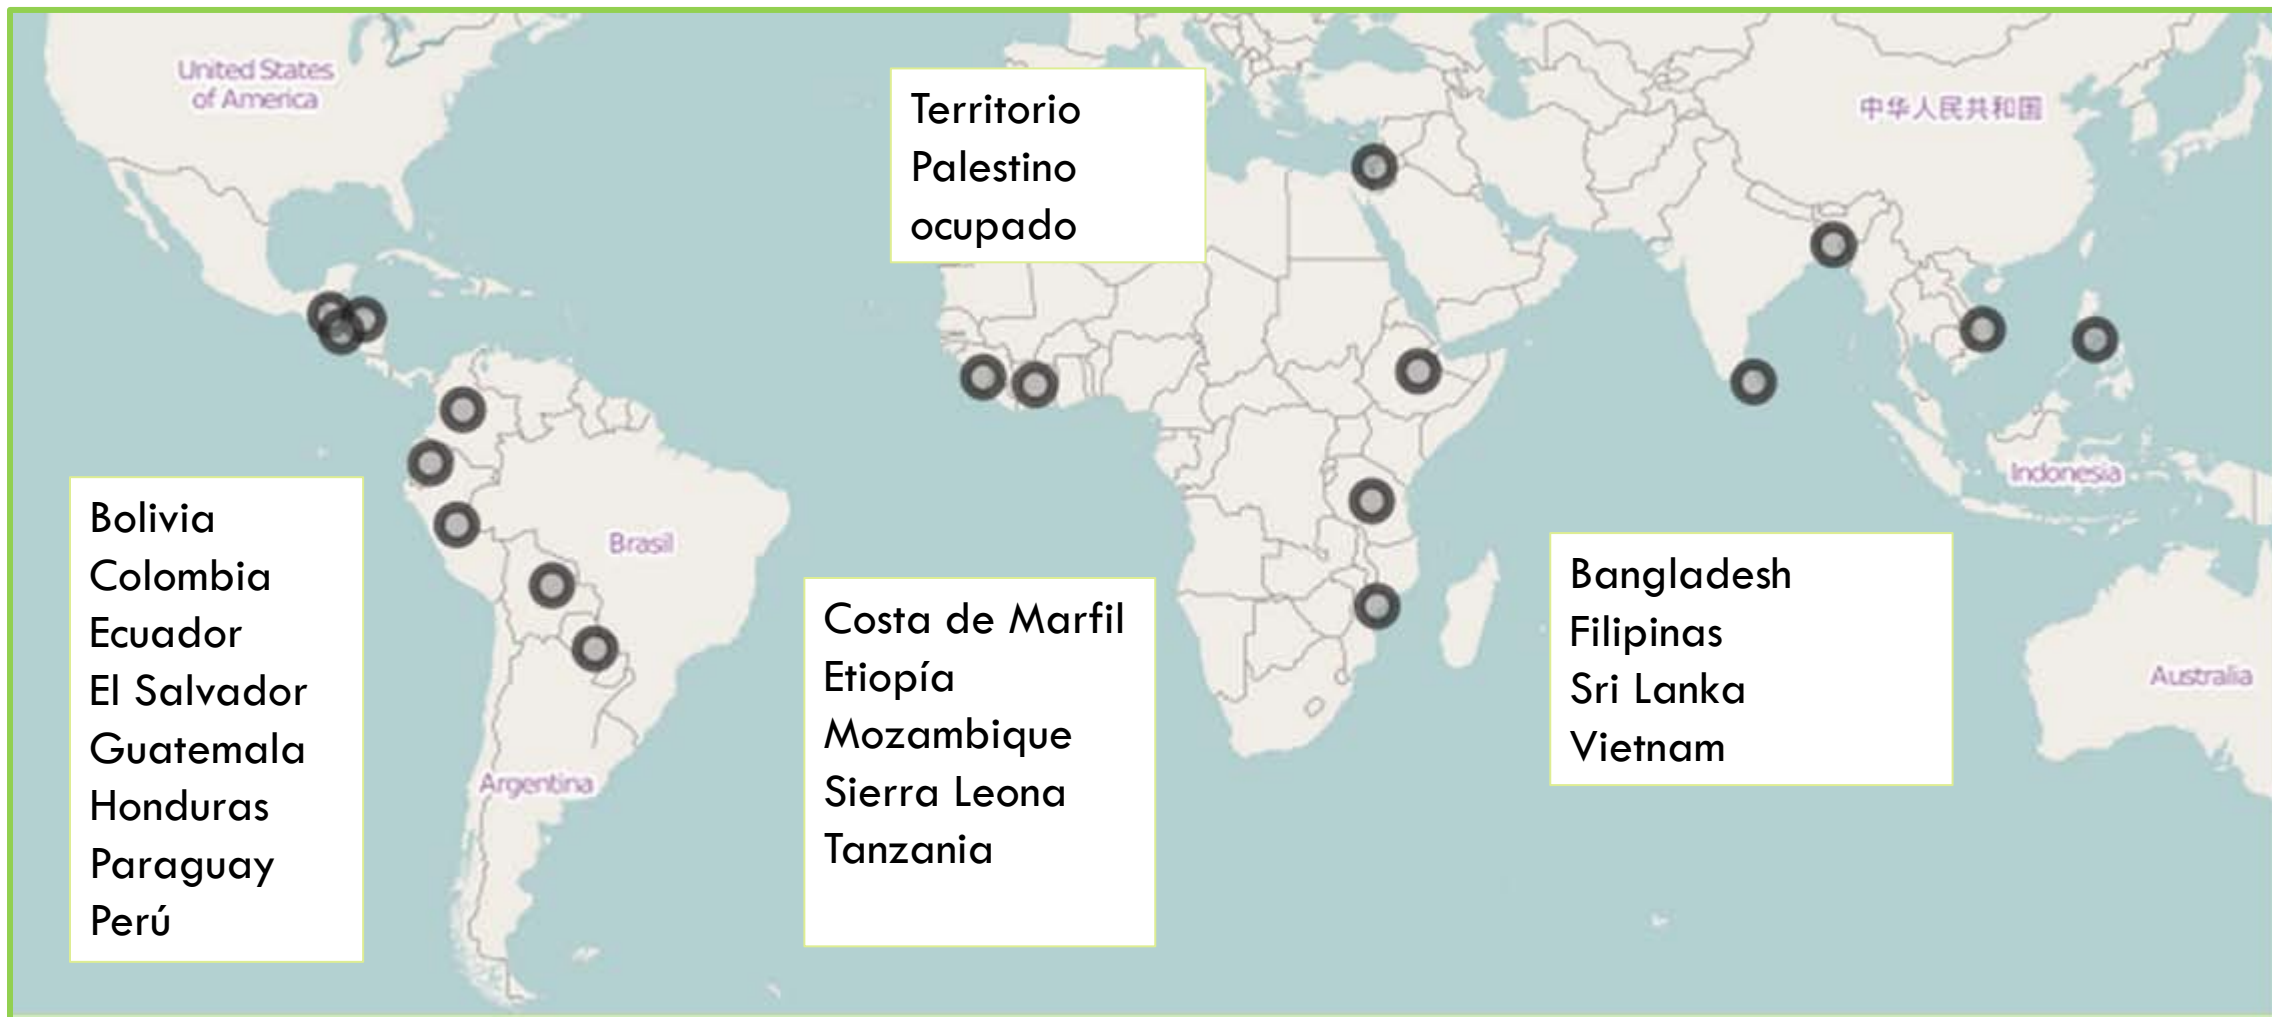 United States
of America
Territorio
Palestino
ocupado
中华人民共和国
Bolivia
Colombia
Ecuador
El Salvador
Guatemala
Honduras
Paraguay
Perú
Brasil
Argentina
Costa de Marfil
Etiopía
Mozambique
Sierra Leona
Tanzania
Indonesia
Bangladesh
Filipinas
Sri Lanka
Vietnam
Australia